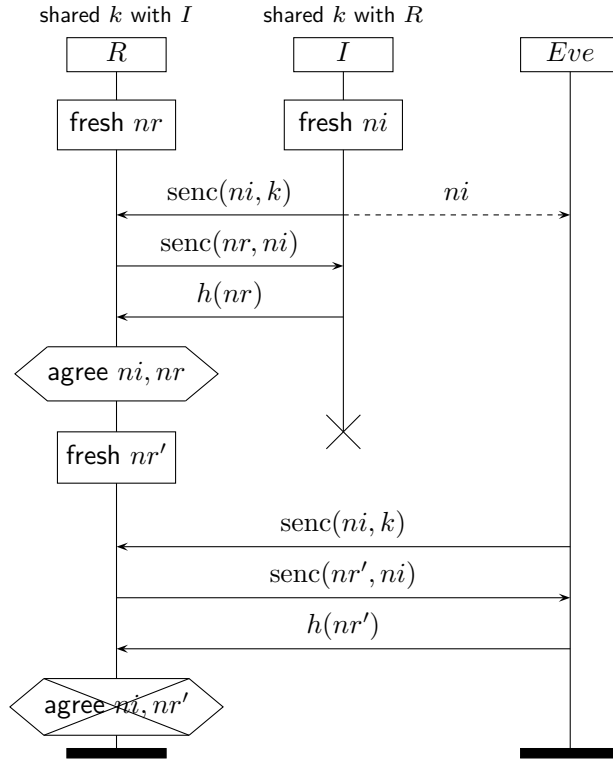 shared k with I
shared k with R
R
I
Eve
fresh nr
fresh ni
senc(ni, k)
ni
senc(nr, ni)
h(nr)
agree ni, nr
fresh nr′
senc(ni, k)
senc(nr′, ni)
h(nr′)
agree ni, nr′